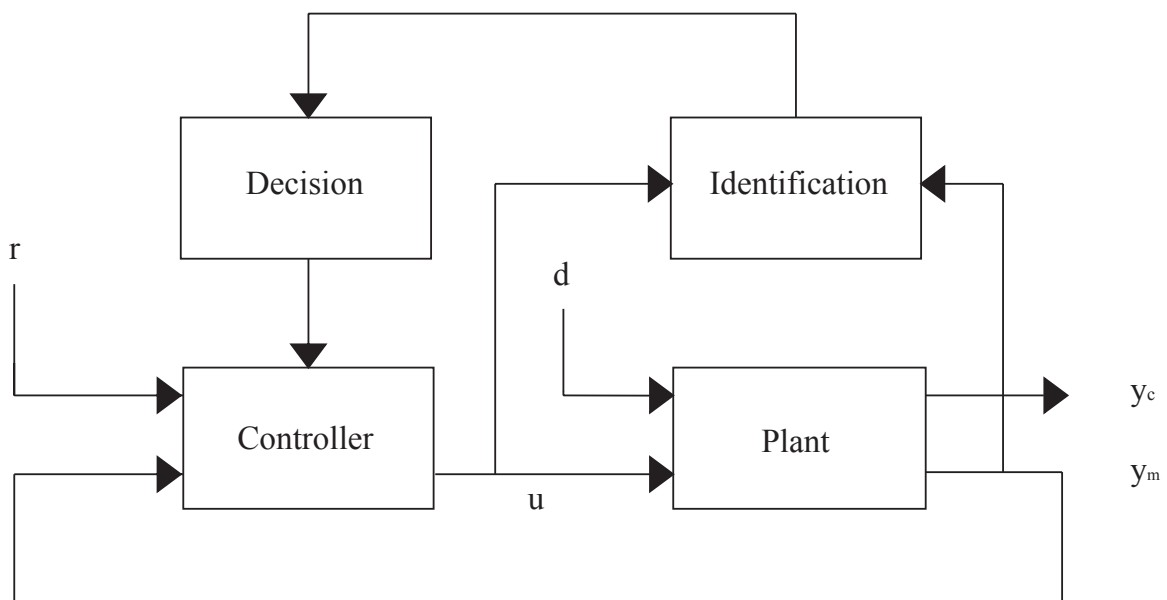 Decision
Identification
r
d
Controller
Plant
yc
ym
u